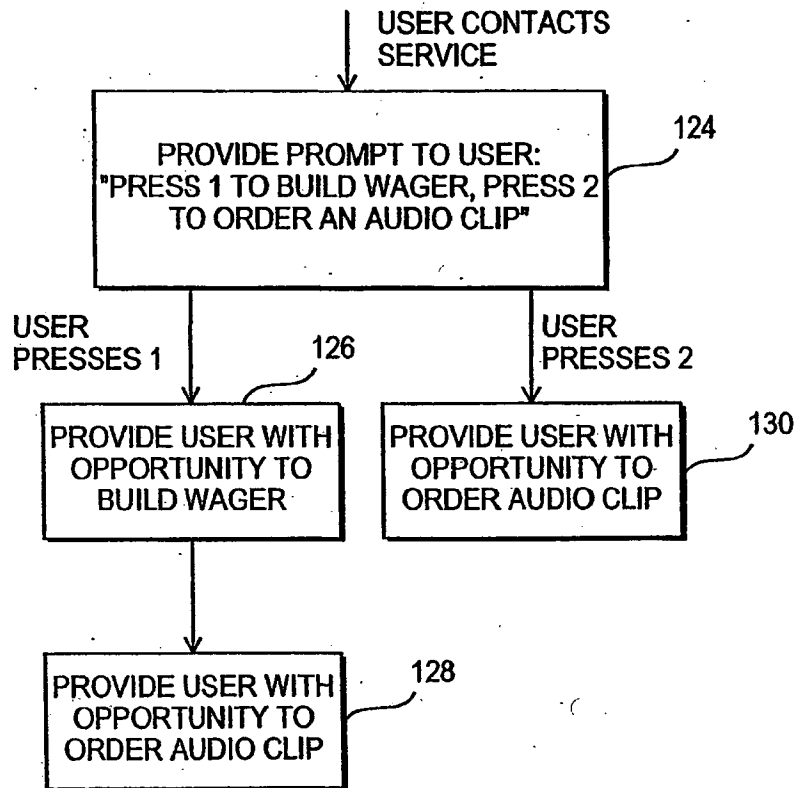 USER CONTACTS
SERVICE
PROVIDE PROMPT TO USER:
"PRESS 1 TO BUILD WAGER, PRESS 2
TO ORDER AN AUDIO CLIP"
124
USER
PRESSES 1
126
USER
PRESSES 2
PROVIDE USER WITH
OPPORTUNITY TO
BUILD WAGER
PROVIDE USER WITH
OPPORTUNITY TO
ORDER AUDIO CLIP
130
PROVIDE USER WITH
OPPORTUNITY TO
ORDER AUDIO CLIP
128